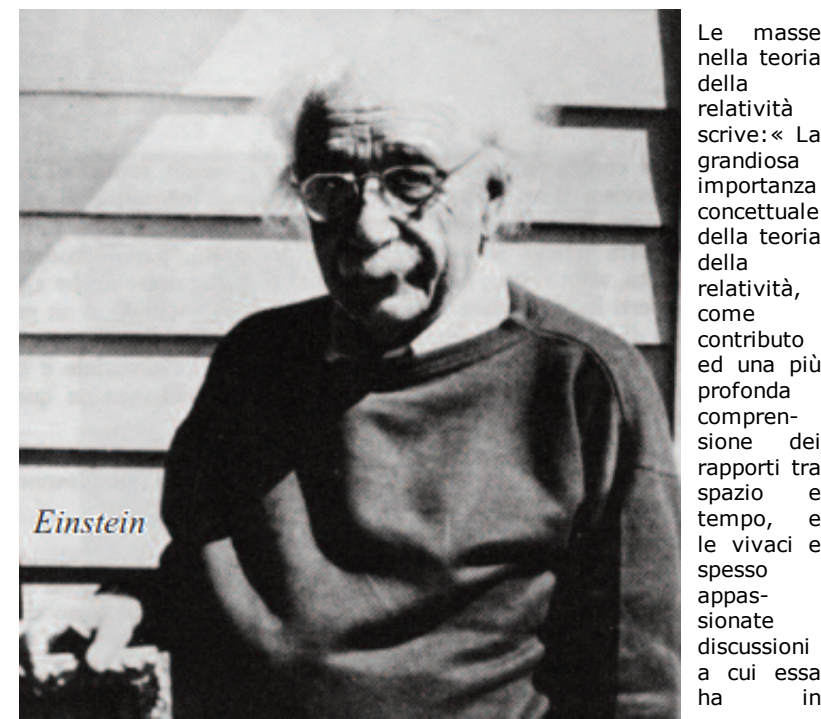 Einstein
Le masse
nella teoria
della
relatività
scrive:« La
grandiosa
importanza
concettuale
della teoria
della
relatività,
come
contributo
ed una più
profonda
compren-
sione dei
rapporti tra
spazio e
tempo, e
le vivaci e
spesso
appas-
sionate
discussioni
a cui essa
ha in